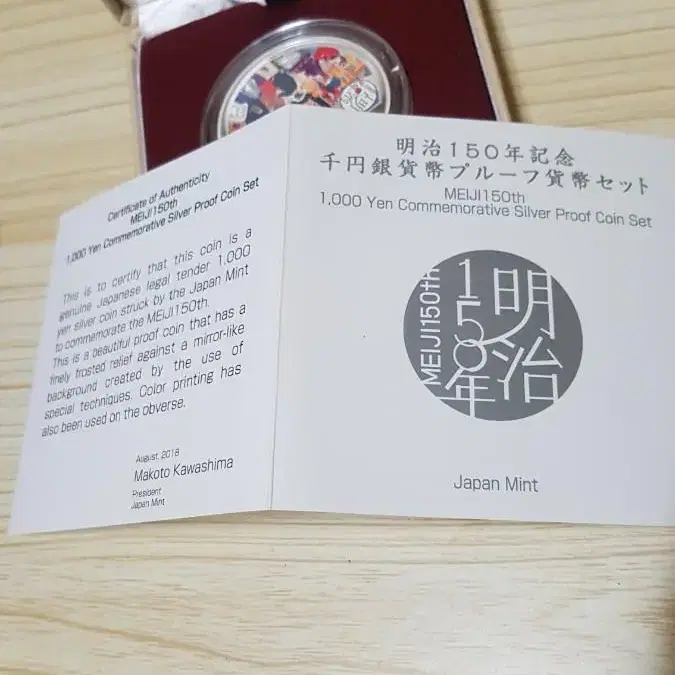 Certificate of Authenticity
MEIJI150th
1,000 Yen Commemorative Silver Proof Coin Set
This is to certify that this coin is a
genuine Japanese legal tender 1,000
yen silver coin struck by the Japan Mint
to commemorate the MEIJI150th.
This is a beautiful proof coin that has a
finely frosted relief against a mirror-like
background created by the use of
special techniques. Color printing has
also been used on the obverse.
August, 2018
Makoto Kawashima
President
Japan Mint
明治150年記念
千円銀貨幣プルーフ貨幣セット
MEIJI150th
1,000 Yen Commemorative Silver Proof Coin Set
MEIJI150th
150年
明治
Japan Mint